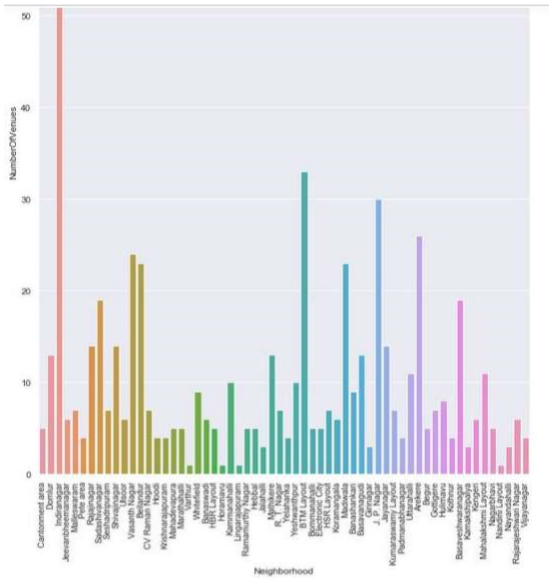 NumberOfVenues
50
40
30
20
10
0
Cantonment area
Domlur
Indiranagar
Jeevanbheemanagar
Malleswaram
Pete area
Rajajinagar
Sadashivanagar
Seshadripuram
Shivajinagar
Ulsoor
Vasanth Nagar
Bellandur
CV Raman Nagar
Hoodi
Krishnarajapuram
Mahadevapura
Marathahalli
Varthur
Whitefield
Banaswadi
HBR Layout
Horamavu
Kammanahalli
Lingarajapuram
Ramamurthy Nagar
Hebbal
Jalahalli
Mathikere
R. T. Nagar
Yelahanka
Yeshwanthpur
BTM Layout
Bommanahalli
Electronic City
HSR Layout
Koramangala
Madiwala
Banashankari
Basavanagudi
Girinagar
J. P. Nagar
Jayanagar
Kumaraswamy Layout
Padmanabhanagar
Uttarahalli
Arekere
Begur
Gottigere
Hulimavu
Kothnur
Basaveshwaranagar
Kamakshipalya
Kengeri
Mahalakshmi Layout
Nagarbhavi
Nandini Layout
Nayandahalli
Rajarajeshwari Nagar
Vijayanagar
Neighborhood